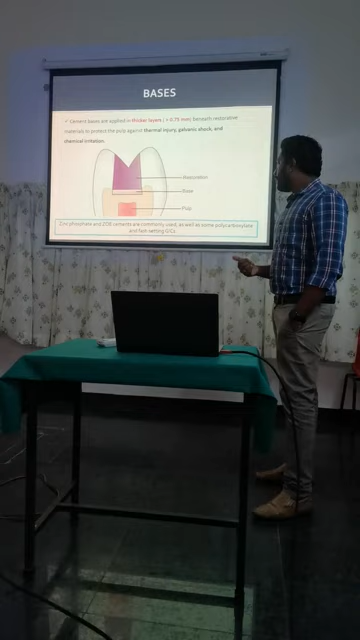 BASES
✓ Cement bases are applied in thicker layers ( > 0.75 mm) beneath restorative
materials to protect the pulp against thermal injury, galvanic shock, and
chemical irritation.
Restoration
Base
Pulp
Zinc phosphate and ZOE cements are commonly used, as well as some polycarboxylate
and fast-setting GICs.